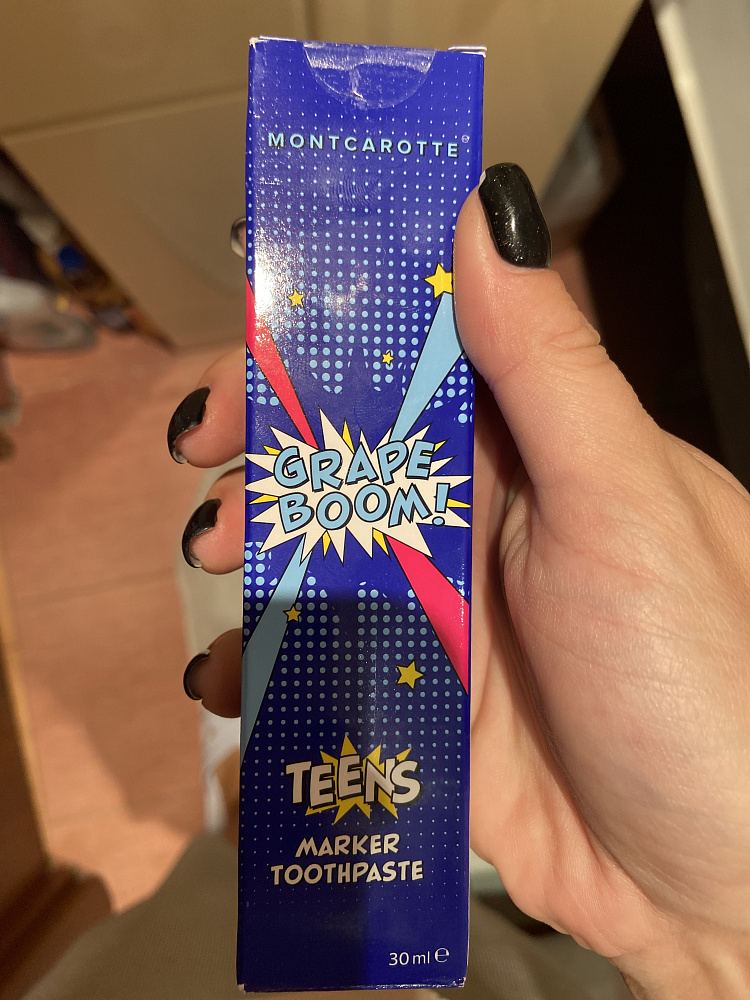 MONTCAROTTE®
GRAPE
BOOM!
TEENS
MARKER
TOOTHPASTE
30 ml ℮